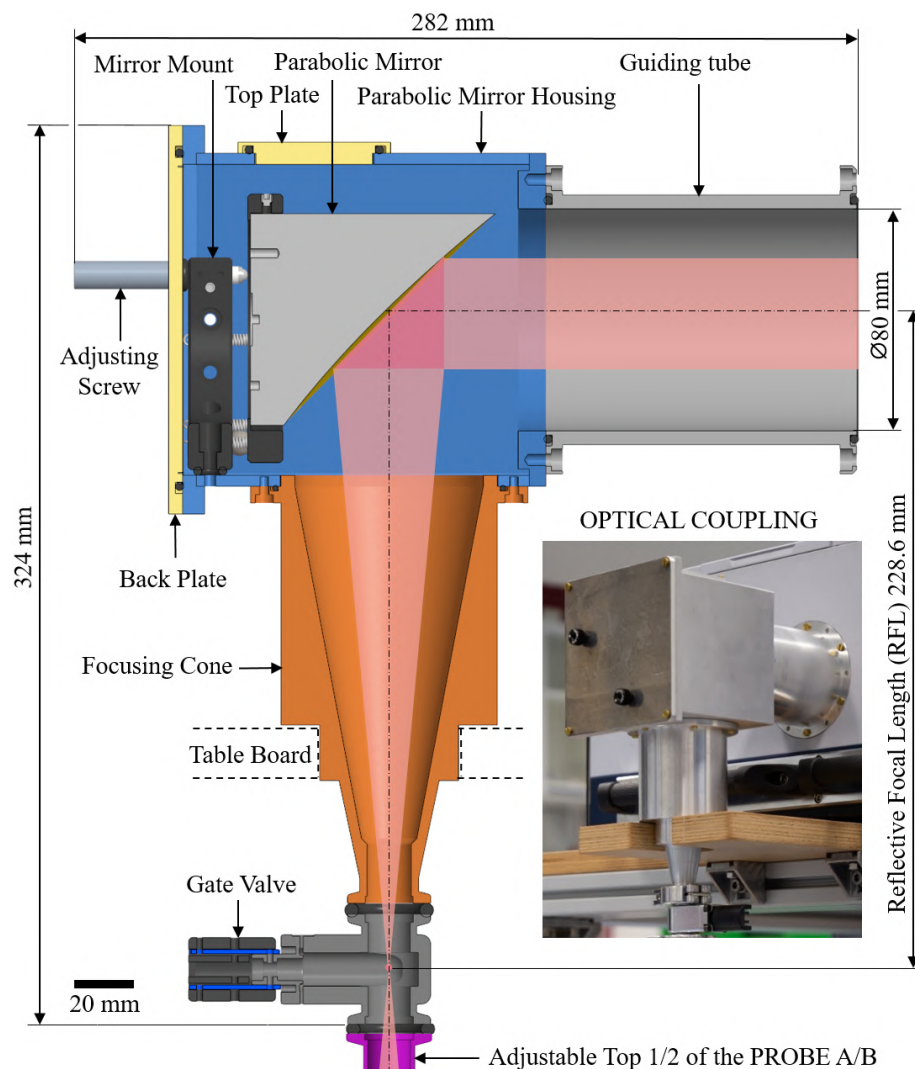 282 mm
Mirror Mount
Parabolic Mirror
Guiding tube
Top Plate
Parabolic Mirror Housing
Ø80 mm
Adjusting
Screw
324 mm
Back Plate
OPTICAL COUPLING
Reflective Focal Length (RFL) 228.6 mm
Focusing Cone
Table Board
Gate Valve
20 mm
Adjustable Top 1/2 of the PROBE A/B